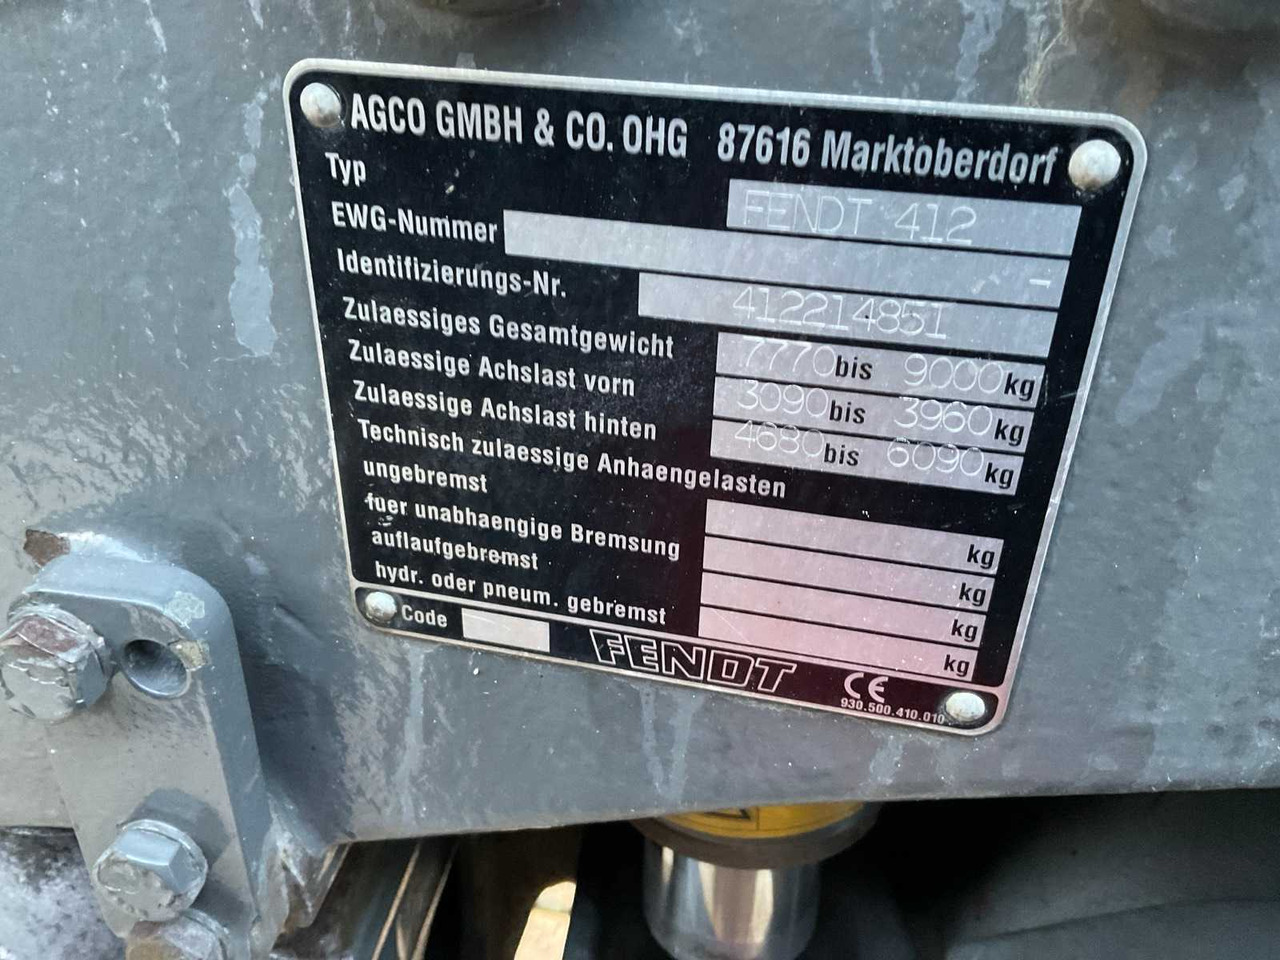 AGCO GMBH & CO. OHG 87616 Marktoberdorf
Typ FENDT 412
EWG-Nummer -
Identifizierungs-Nr. 412214851
Zulaessiges Gesamtgewicht 7770 bis 9000 kg
Zulaessige Achslast vorn 3090 bis 3960 kg
Zulaessige Achslast hinten 4680 bis 6090 kg
Technisch zulaessige Anhaengelasten
ungebremst kg
fuer unabhaengige Bremsung kg
auflaufgebremst kg
hydr. oder pneum. gebremst kg
Code FENDT CE
930.500.410.010